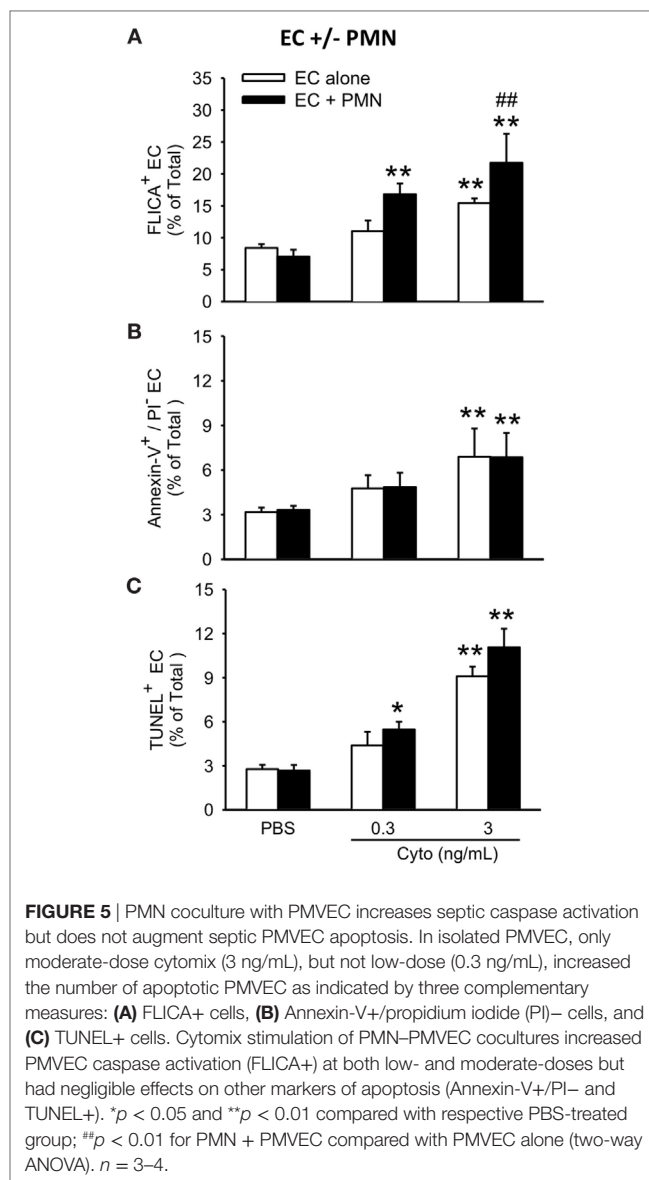 A
EC +/- PMN
EC alone
EC + PMN
35
30
25
20
15
10
5
0
FLICA+ EC
(% of Total)
**
**
##
**
B
15
12
9
6
3
0
Annexin-V+ / PI- EC
(% of Total )
**
**
C
15
12
9
6
3
0
TUNEL+ EC
(% of Total )
*
**
**
PBS
0.3
3
Cyto (ng/mL)
FIGURE 5 | PMN coculture with PMVEC increases septic caspase activation
but does not augment septic PMVEC apoptosis. In isolated PMVEC, only
moderate-dose cytomix (3 ng/mL), but not low-dose (0.3 ng/mL), increased
the number of apoptotic PMVEC as indicated by three complementary
measures: (A) FLICA+ cells, (B) Annexin-V+/propidium iodide (PI)− cells, and
(C) TUNEL+ cells. Cytomix stimulation of PMN–PMVEC cocultures increased
PMVEC caspase activation (FLICA+) at both low- and moderate-doses but
had negligible effects on other markers of apoptosis (Annexin-V+/PI− and
TUNEL+). *p < 0.05 and **p < 0.01 compared with respective PBS-treated
group; ##p < 0.01 for PMN + PMVEC compared with PMVEC alone (two-way
ANOVA). n = 3–4.